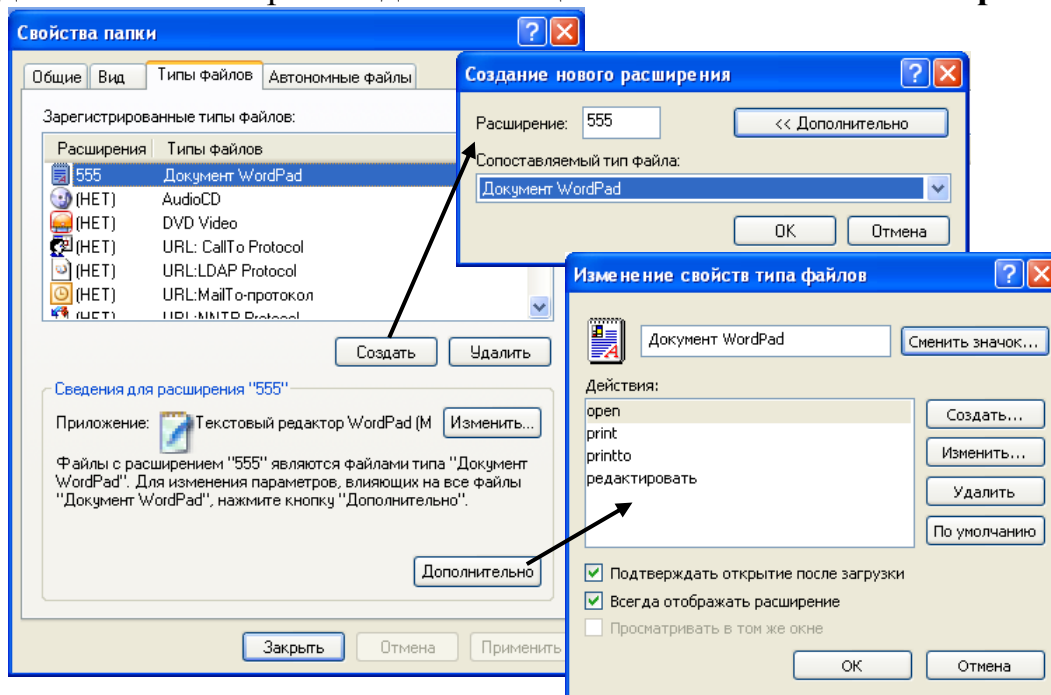 Свойства папки
Общие Вид Типы файлов Автономные файлы
Зарегистрированные типы файлов:
Расширения Типы файлов
555 Документ WordPad
(НЕТ) AudioCD
(НЕТ) DVD Video
(НЕТ) URL: CallTo Protocol
(НЕТ) URL:LDAP Protocol
(НЕТ) URL:MailTo-протокол
(НЕТ) URL:NNTP Protocol
Создать Удалить
Сведения для расширения "555"
Приложение: Текстовый редактор WordPad (M Изменить...
Файлы с расширением "555" являются файлами типа "Документ
WordPad". Для изменения параметров, влияющих на все файлы
"Документ WordPad", нажмите кнопку "Дополнительно".
Дополнительно
Закрыть Отмена Применить
Создание нового расширения
Расширение: 555 << Дополнительно
Сопоставляемый тип файла:
Документ WordPad
OK Отмена
Изменение свойств типа файлов
Документ WordPad Сменить значок...
Действия:
open
print
printto
редактировать
Создать...
Изменить...
Удалить
По умолчанию
Подтверждать открытие после загрузки
Всегда отображать расширение
Просматривать в том же окне
OK Отмена